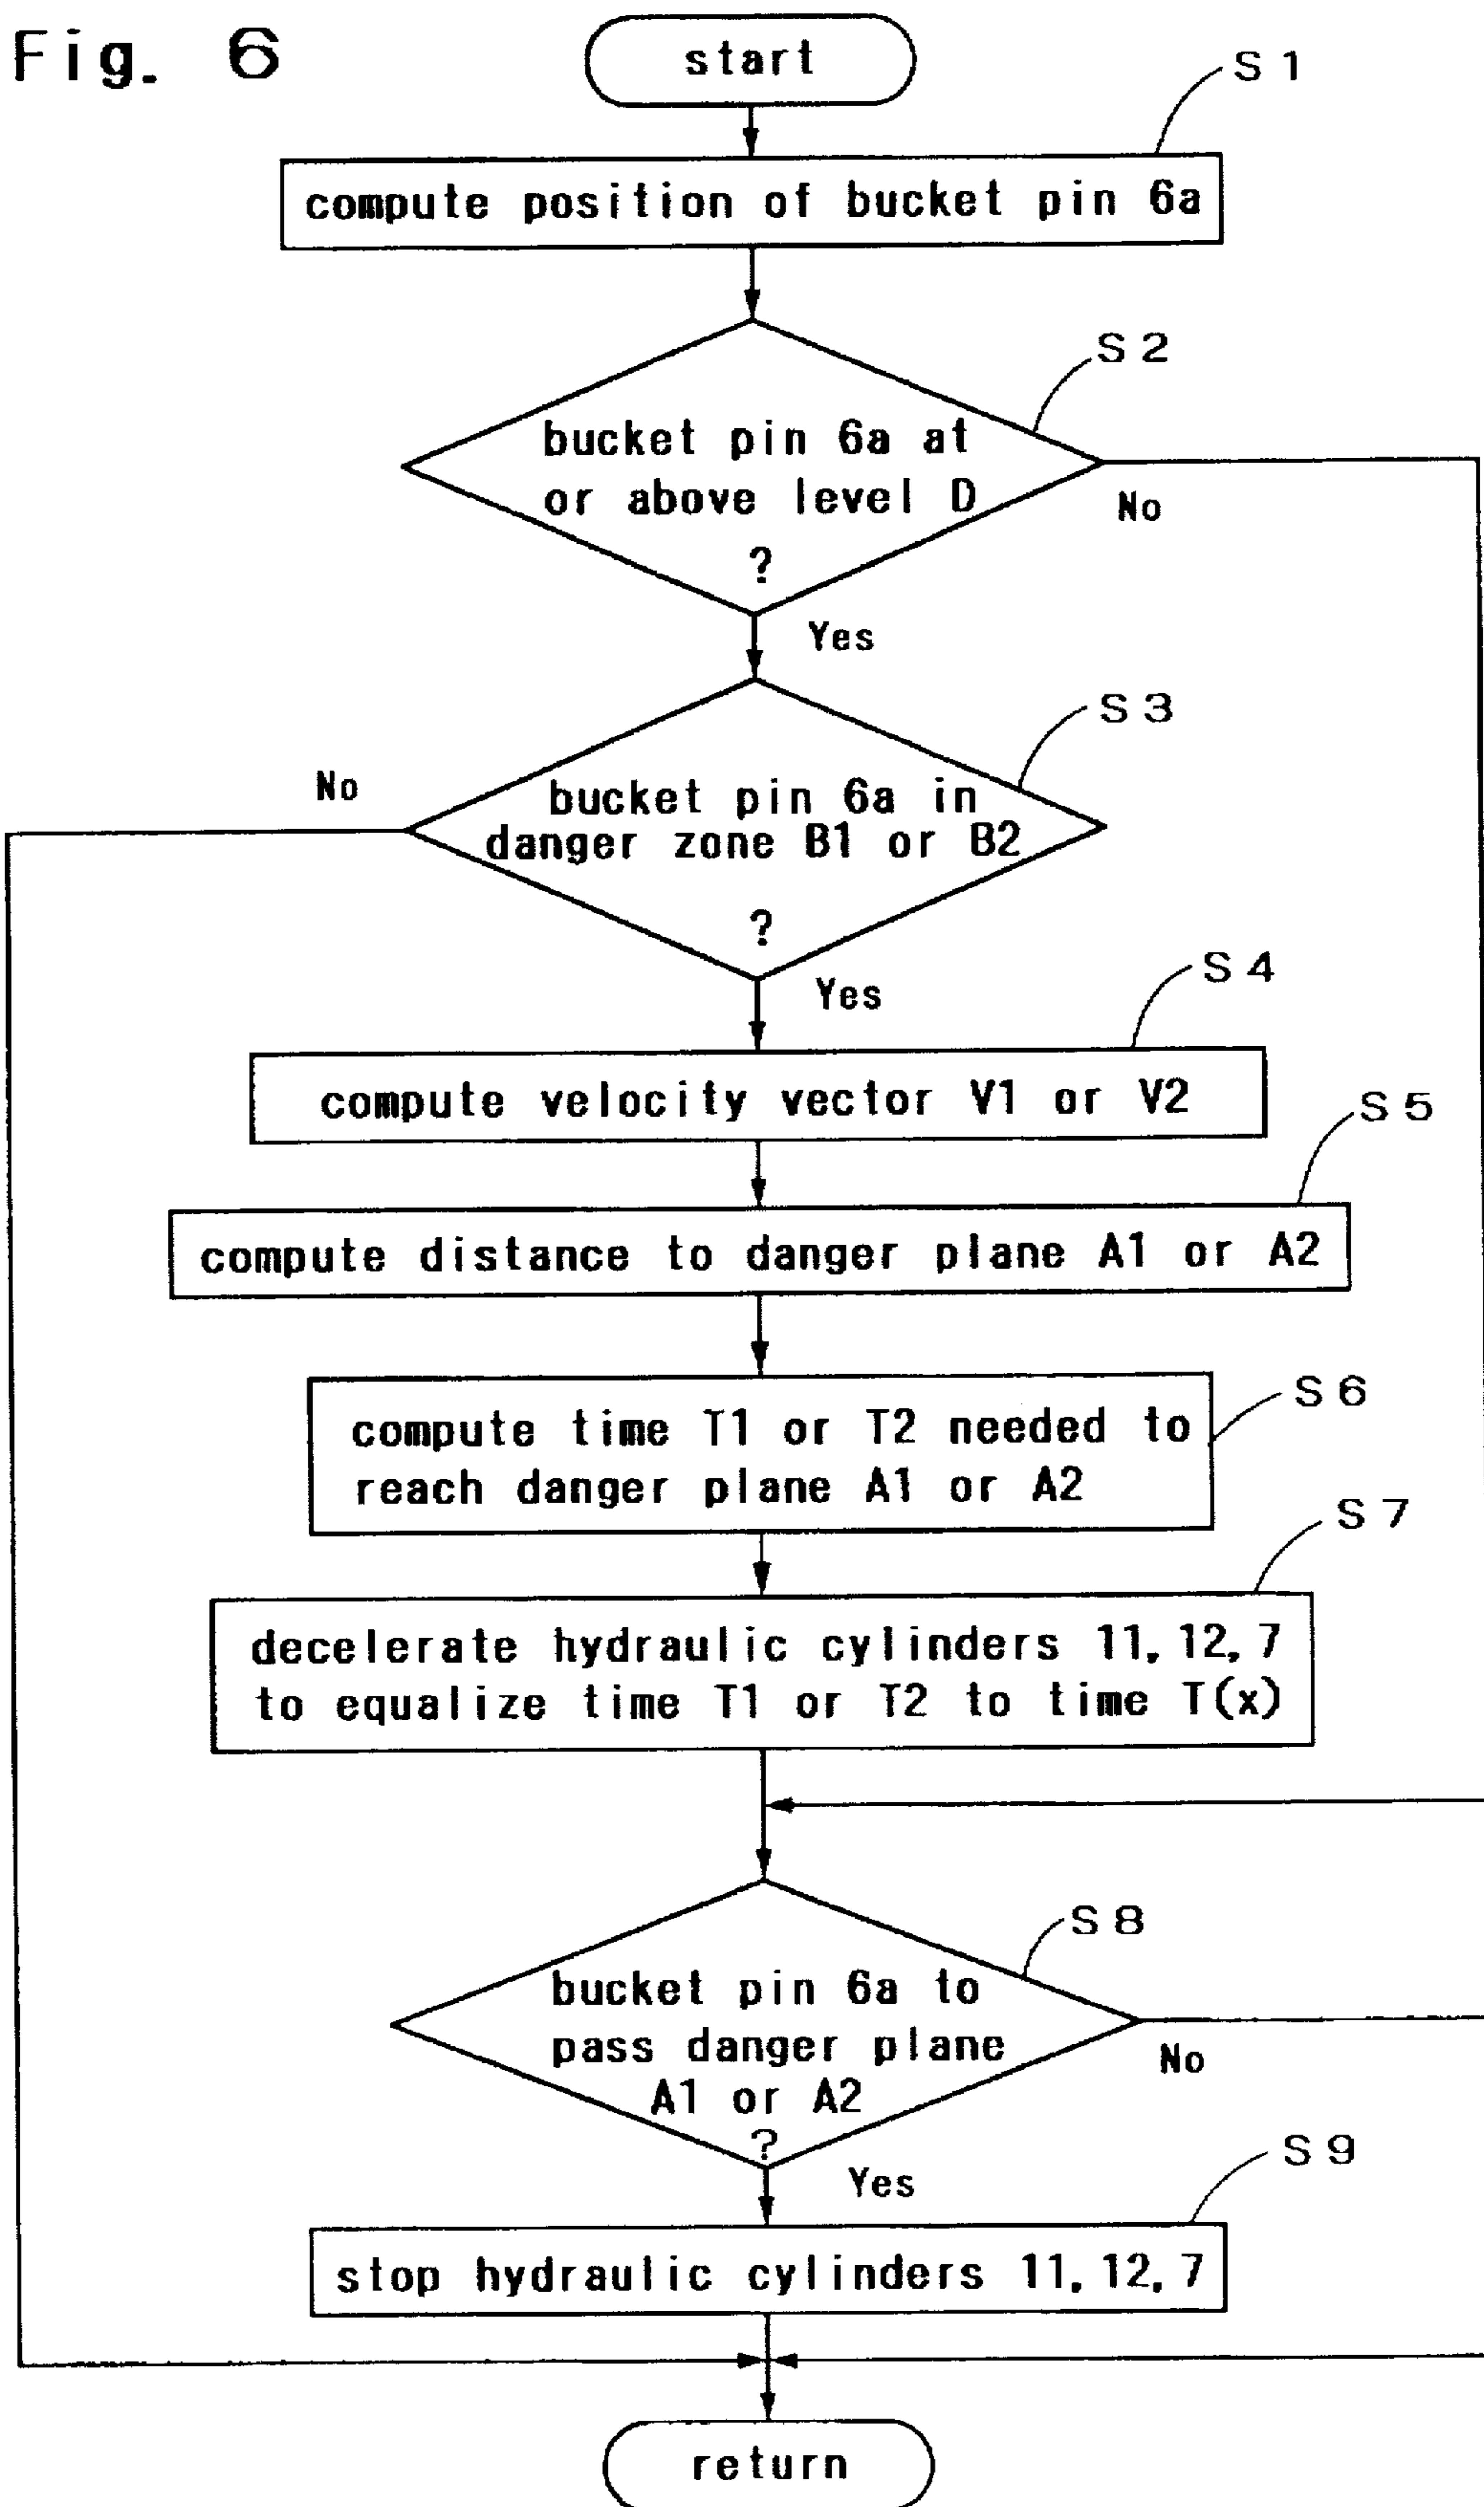 Fig. 6
start
S1
compute position of bucket pin 6a
S2
bucket pin 6a at
or above level D
?
No
Yes
S3
No
bucket pin 6a in
danger zone B1 or B2
?
Yes
S4
compute velocity vector V1 or V2
S5
compute distance to danger plane A1 or A2
S6
compute time T1 or T2 needed to
reach danger plane A1 or A2
S7
decelerate hydraulic cylinders 11, 12, 7
to equalize time T1 or T2 to time T(x)
S8
bucket pin 6a to
pass danger plane
A1 or A2
?
No
Yes
S9
stop hydraulic cylinders 11, 12, 7
return